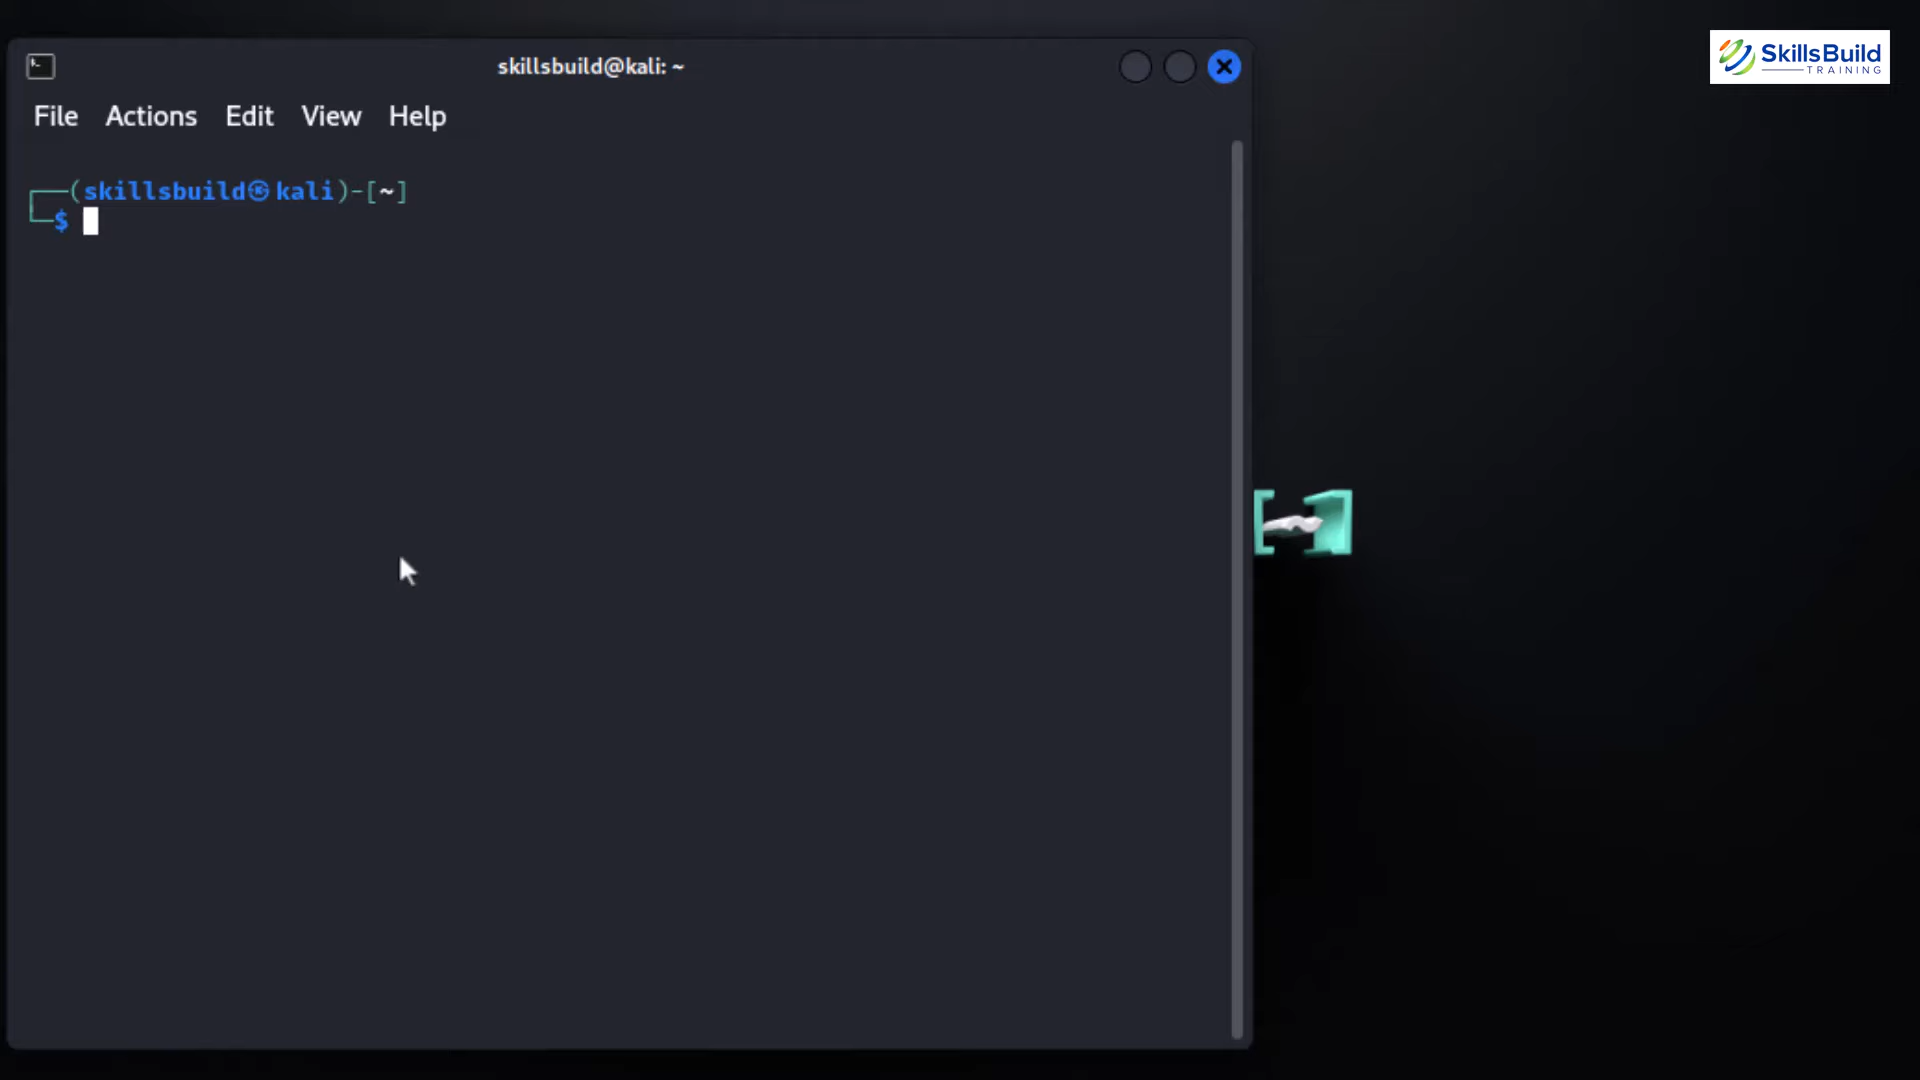 skillsbuild@kali: ~
SkillsBuild
TRAINING
File Actions Edit View Help
┌──(skillsbuild㉿kali)-[~]
└─$